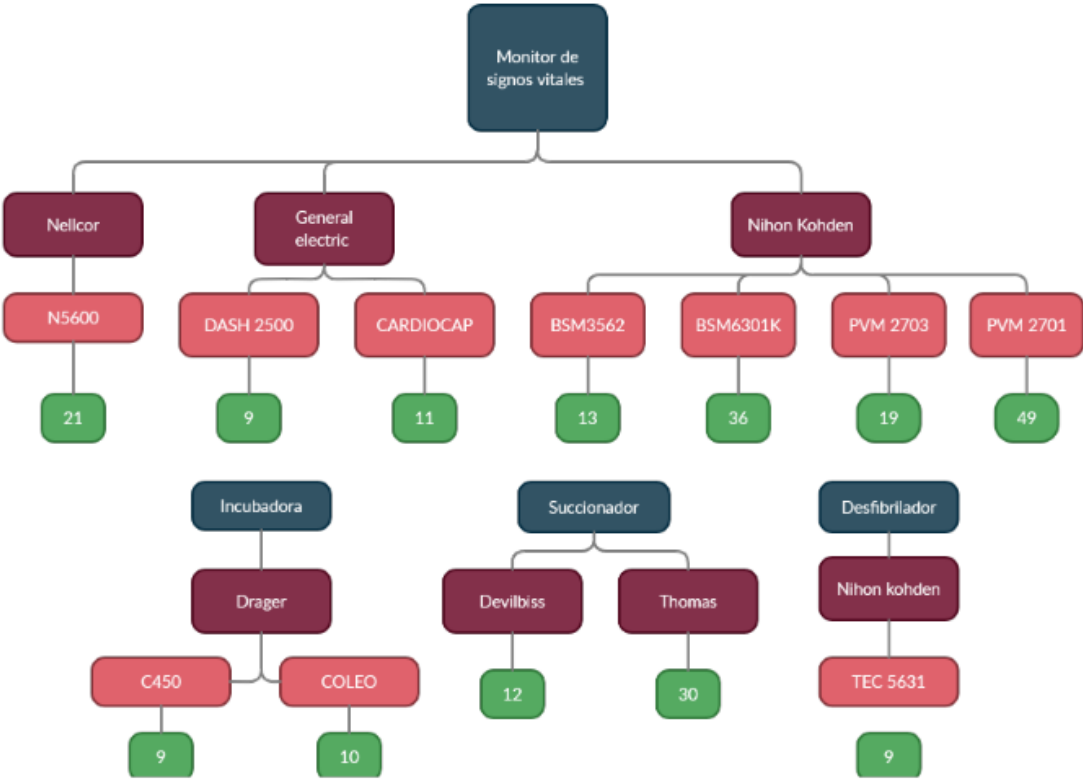 Monitor de
signos vitales
Nellcor
General
electric
Nihon Kohden
N5600
DASH 2500
CARDIOCAP
BSM3562
BSM6301K
PVM 2703
PVM 2701
21
9
11
13
36
19
49
Incubadora
Succionador
Desfibrilador
Drager
Devilbiss
Thomas
Nihon kohden
C450
COLEO
12
30
TEC 5631
9
10
9